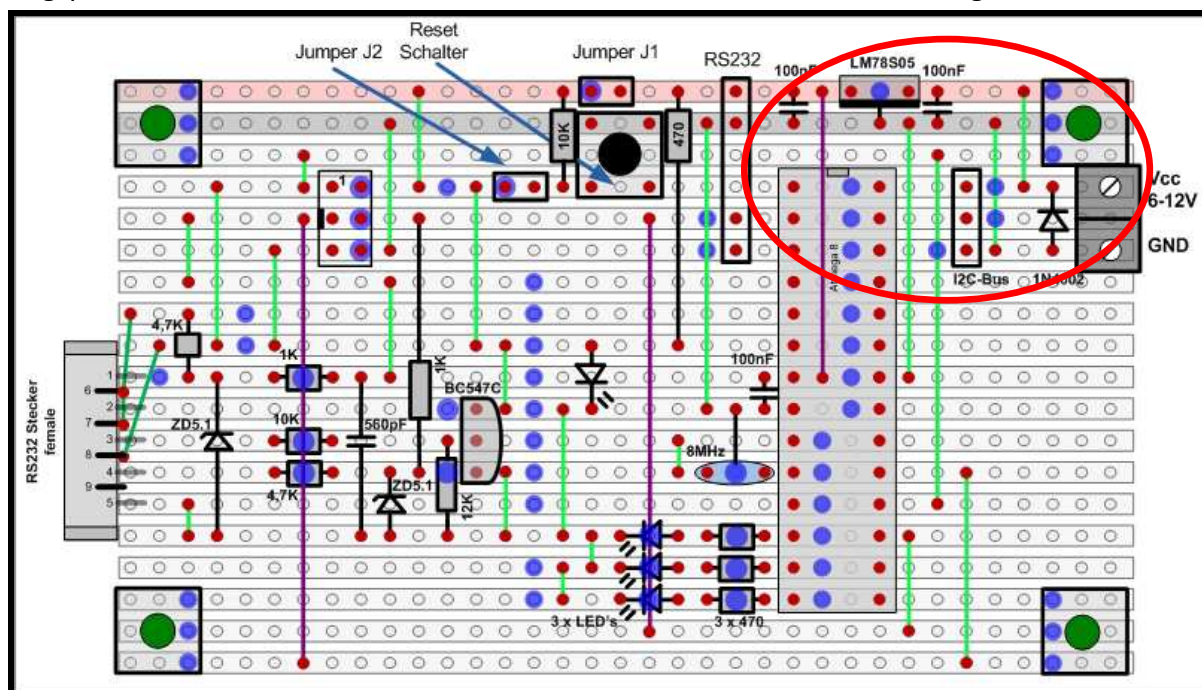 Reset
Schalter
Jumper J2
Jumper J1
RS232
LM78S05
100nF
100nF
10K
470
1
Vcc
6-12V
GND
I2C-Bus
1N4002
4,7K
1K
1K
100nF
BC547C
RS232 Stecker
female
1
6
2
7
3
8
4
9
5
ZD5.1
10K
560pF
4,7K
ZD5.1
12K
8MHz
3 x LED's
3 x 470